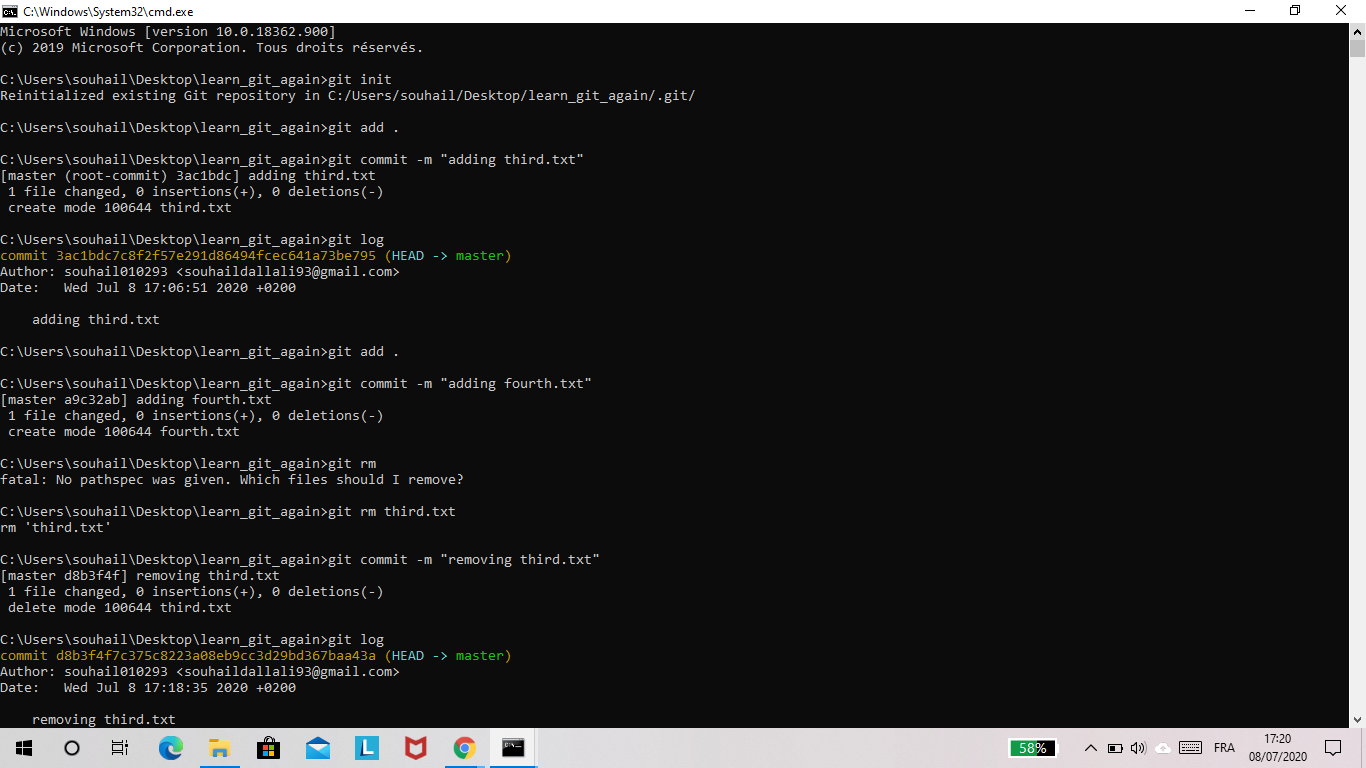 C:\Windows\System32\cmd.exe
Microsoft Windows [version 10.0.18362.900]
(c) 2019 Microsoft Corporation. Tous droits réservés.
C:\Users\souhail\Desktop\learn_git_again>git init
Reinitialized existing Git repository in C:/Users/souhail/Desktop/learn_git_again/.git/
C:\Users\souhail\Desktop\learn_git_again>git add .
C:\Users\souhail\Desktop\learn_git_again>git commit -m "adding third.txt"
[master (root-commit) 3ac1bdc] adding third.txt
 1 file changed, 0 insertions(+), 0 deletions(-)
 create mode 100644 third.txt
C:\Users\souhail\Desktop\learn_git_again>git log
commit 3ac1bdc7c8f2f57e291d86494fcec641a73be795 (HEAD -> master)
Author: souhail010293 <souhaildallali93@gmail.com>
Date:   Wed Jul 8 17:06:51 2020 +0200
    adding third.txt
C:\Users\souhail\Desktop\learn_git_again>git add .
C:\Users\souhail\Desktop\learn_git_again>git commit -m "adding fourth.txt"
[master a9c32ab] adding fourth.txt
 1 file changed, 0 insertions(+), 0 deletions(-)
 create mode 100644 fourth.txt
C:\Users\souhail\Desktop\learn_git_again>git rm
fatal: No pathspec was given. Which files should I remove?
C:\Users\souhail\Desktop\learn_git_again>git rm third.txt
rm 'third.txt'
C:\Users\souhail\Desktop\learn_git_again>git commit -m "removing third.txt"
[master d8b3f4f] removing third.txt
 1 file changed, 0 insertions(+), 0 deletions(-)
 delete mode 100644 third.txt
C:\Users\souhail\Desktop\learn_git_again>git log
commit d8b3f4f7c375c8223a08eb9cc3d29bd367baa43a (HEAD -> master)
Author: souhail010293 <souhaildallali93@gmail.com>
Date:   Wed Jul 8 17:18:35 2020 +0200
    removing third.txt
L
58%
FRA
17:20
08/07/2020